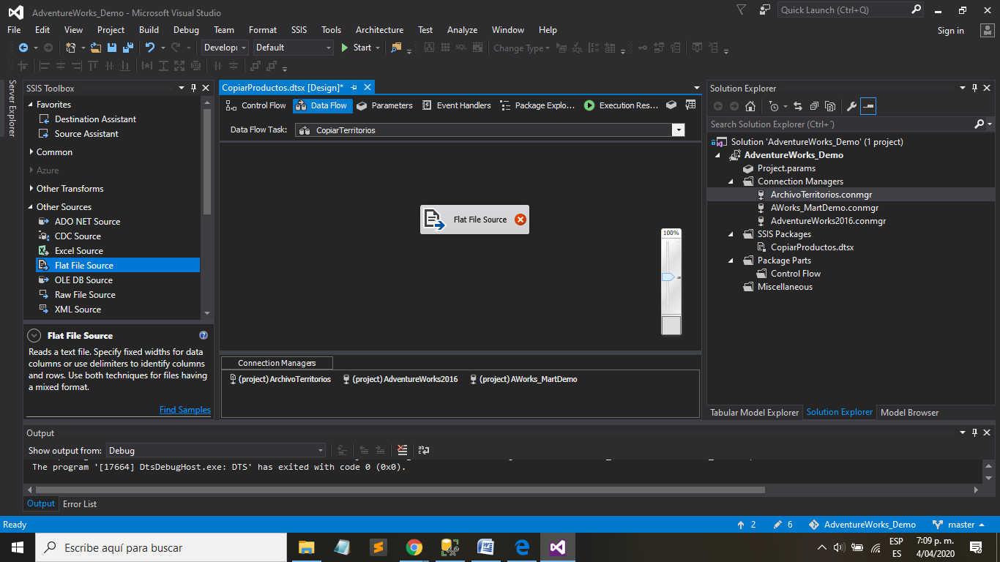 AdventureWorks_Demo - Microsoft Visual Studio
Quick Launch (Ctrl+Q)
File Edit View Project Build Debug Team Format SSIS Tools Architecture Test Analyze Window Help
Sign in
Develop Default Start Change Type
Server Explorer
SSIS Toolbox
Favorites
Destination Assistant
Source Assistant
Common
Azure
Other Transforms
Other Sources
ADO NET Source
CDC Source
Excel Source
Flat File Source
OLE DB Source
Raw File Source
XML Source
Flat File Source
Reads a text file. Specify fixed widths for data
columns or use delimiters to identify columns
and rows. Use both techniques for files having
a mixed format.
Find Samples
CopiarProductos.dtsx [Design]*
Control Flow Data Flow Parameters Event Handlers Package Explo... Execution Res...
Data Flow Task: CopiarTerritorios
Flat File Source
100%
Connection Managers
(project) ArchivoTerritorios (project) AdventureWorks2016 (project) AWorks_MartDemo
Solution Explorer
Search Solution Explorer (Ctrl+´)
Solution 'AdventureWorks_Demo' (1 project)
AdventureWorks_Demo
Project.params
Connection Managers
ArchivoTerritorios.conmgr
AWorks_MartDemo.conmgr
AdventureWorks2016.conmgr
SSIS Packages
CopiarProductos.dtsx
Package Parts
Control Flow
Miscellaneous
Tabular Model Explorer Solution Explorer Model Browser
Output
Show output from: Debug
The program '[17664] DtsDebugHost.exe: DTS' has exited with code 0 (0x0).
Output Error List
Ready 2 6 AdventureWorks_Demo master
Escribe aquí para buscar
ESP
ES
7:09 p. m.
4/04/2020